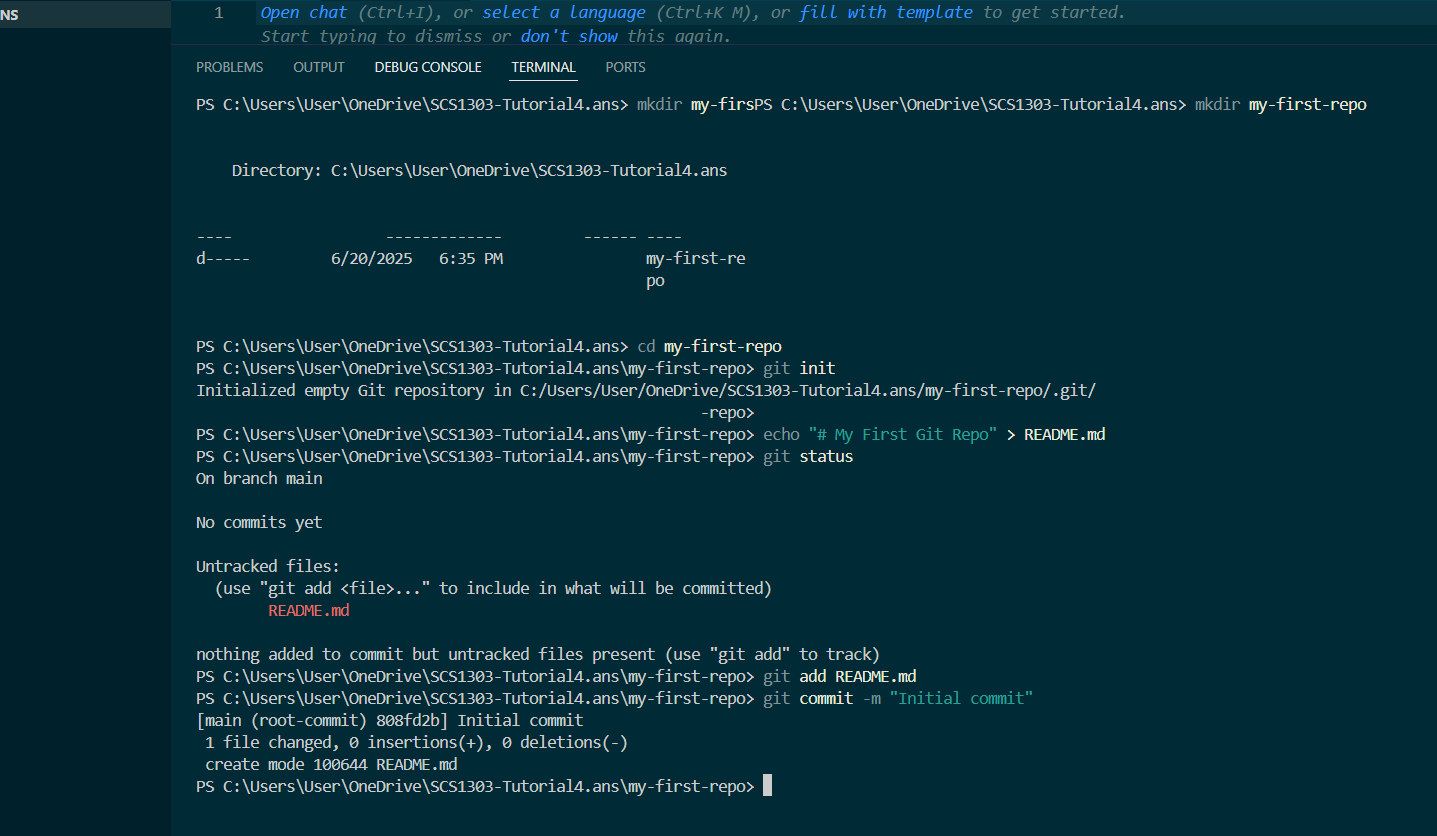 NS
1 Open chat (Ctrl+I), or select a language (Ctrl+K M), or fill with template to get started.
Start typing to dismiss or don't show this again.
PROBLEMS OUTPUT DEBUG CONSOLE TERMINAL PORTS
PS C:\Users\User\OneDrive\SCS1303-Tutorial4.ans> mkdir my-firsPS C:\Users\User\OneDrive\SCS1303-Tutorial4.ans> mkdir my-first-repo
Directory: C:\Users\User\OneDrive\SCS1303-Tutorial4.ans
---- ------------- ------ ----
d----- 6/20/2025 6:35 PM my-first-re
po
PS C:\Users\User\OneDrive\SCS1303-Tutorial4.ans> cd my-first-repo
PS C:\Users\User\OneDrive\SCS1303-Tutorial4.ans\my-first-repo> git init
Initialized empty Git repository in C:/Users/User/OneDrive/SCS1303-Tutorial4.ans/my-first-repo/.git/
-repo>
PS C:\Users\User\OneDrive\SCS1303-Tutorial4.ans\my-first-repo> echo "# My First Git Repo" > README.md
PS C:\Users\User\OneDrive\SCS1303-Tutorial4.ans\my-first-repo> git status
On branch main
No commits yet
Untracked files:
(use "git add <file>..." to include in what will be committed)
README.md
nothing added to commit but untracked files present (use "git add" to track)
PS C:\Users\User\OneDrive\SCS1303-Tutorial4.ans\my-first-repo> git add README.md
PS C:\Users\User\OneDrive\SCS1303-Tutorial4.ans\my-first-repo> git commit -m "Initial commit"
[main (root-commit) 808fd2b] Initial commit
1 file changed, 0 insertions(+), 0 deletions(-)
create mode 100644 README.md
PS C:\Users\User\OneDrive\SCS1303-Tutorial4.ans\my-first-repo>